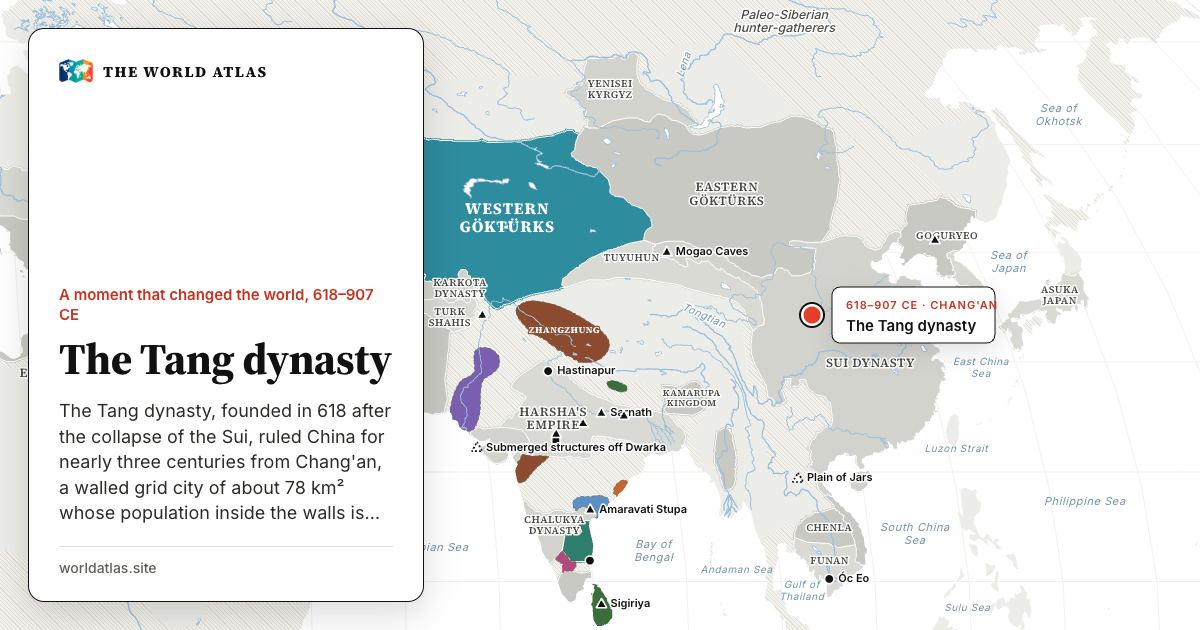 THE WORLD ATLAS
A moment that changed the world, 618–907
CE
The Tang dynasty
The Tang dynasty, founded in 618 after
the collapse of the Sui, ruled China for
nearly three centuries from Chang'an,
a walled grid city of about 78 km²
whose population inside the walls is...
worldatlas.site
Paleo-Siberian
hunter-gatherers
Lena
YENISEI
KYRGYZ
Sea of
Okhotsk
EASTERN
GÖKTÜRKS
WESTERN
GÖKTÜRKS
TUYUHUN
Mogao Caves
GOGURYEO
Sea of
Japan
KARKOTA
DYNASTY
TURK
SHAHIS
ASUKA
JAPAN
618–907 CE · CHANG'AN
The Tang dynasty
Tongtian
ZHANGZHUNG
SUI DYNASTY
East China
Sea
Hastinapur
KAMARUPA
KINGDOM
HARSHA'S
EMPIRE
Sarnath
Submerged structures off Dwarka
Luzon Strait
Plain of Jars
Philippine Sea
Amaravati Stupa
CHALUKYA
DYNASTY
CHENLA
South China
Sea
bian Sea
Bay of
Bengal
FUNAN
Andaman Sea
Óc Eo
Gulf of
Thailand
Sigiriya
Sulu Sea